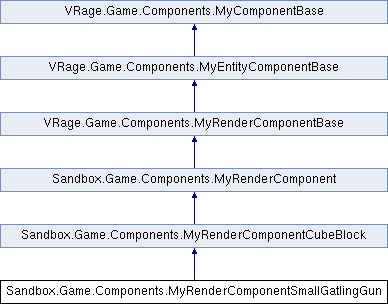 VRage.Game.Components.MyComponentBase
VRage.Game.Components.MyEntityComponentBase
VRage.Game.Components.MyRenderComponentBase
Sandbox.Game.Components.MyRenderComponent
Sandbox.Game.Components.MyRenderComponentCubeBlock
Sandbox.Game.Components.MyRenderComponentSmallGatlingGun